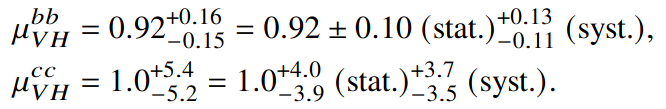 μ_{VH}^{bb} = 0.92^{+0.16}_{-0.15} = 0.92 ± 0.10 (stat.)^{+0.13}_{-0.11} (syst.),
μ_{VH}^{cc} = 1.0^{+5.4}_{-5.2} = 1.0^{+4.0}_{-3.9} (stat.)^{+3.7}_{-3.5} (syst.).